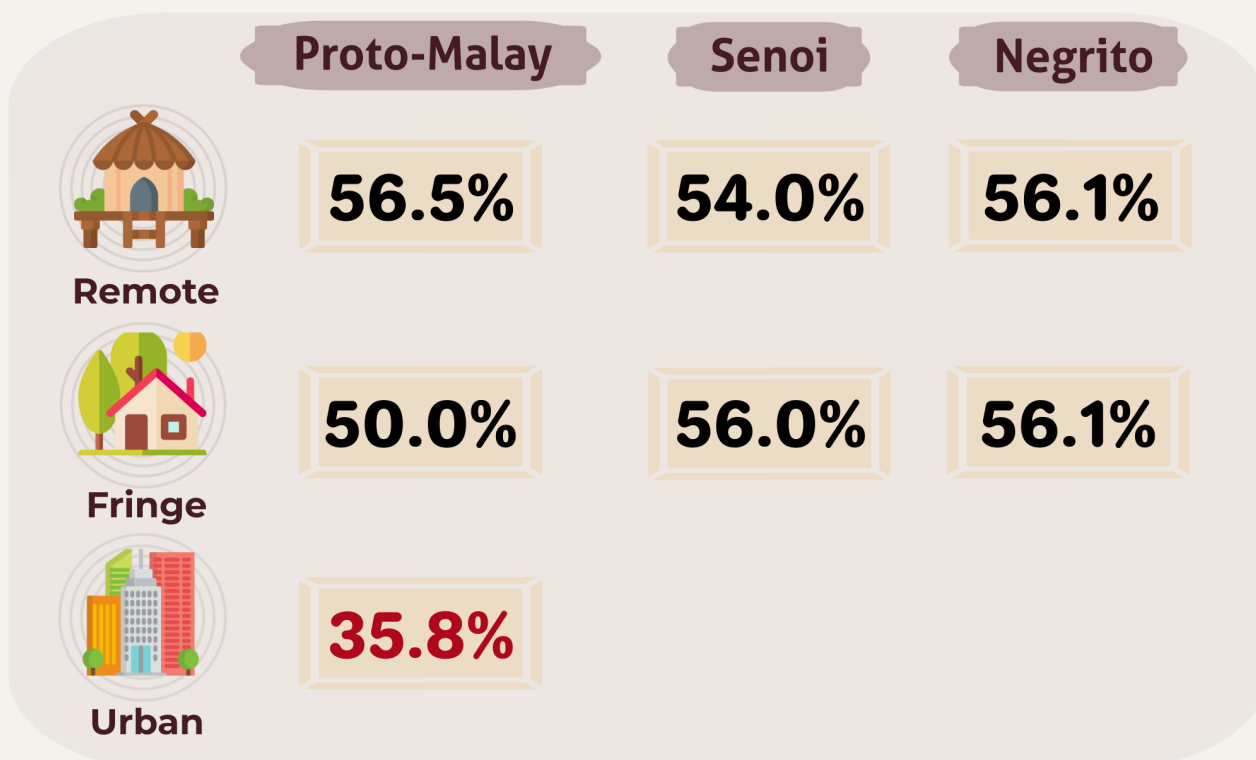 Proto-Malay Senoi Negrito
56.5% 54.0% 56.1%
Remote
50.0% 56.0% 56.1%
Fringe
35.8%
Urban